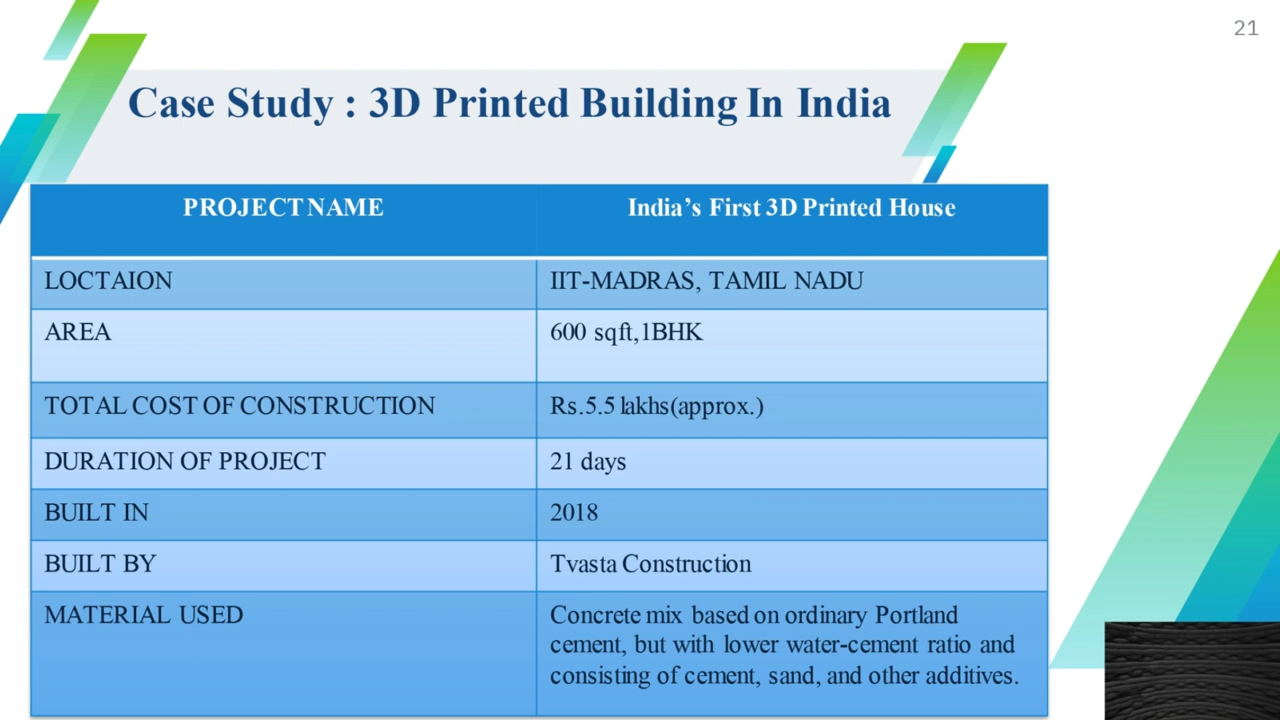 21
Case Study : 3D Printed Building In India
PROJECT NAME
India’s First 3D Printed House
LOCTAION
IIT-MADRAS, TAMIL NADU
AREA
600 sqft,1BHK
TOTAL COST OF CONSTRUCTION
Rs.5.5 lakhs(approx.)
DURATION OF PROJECT
21 days
BUILT IN
2018
BUILT BY
Tvasta Construction
MATERIAL USED
Concrete mix based on ordinary Portland
cement, but with lower water-cement ratio and
consisting of cement, sand, and other additives.